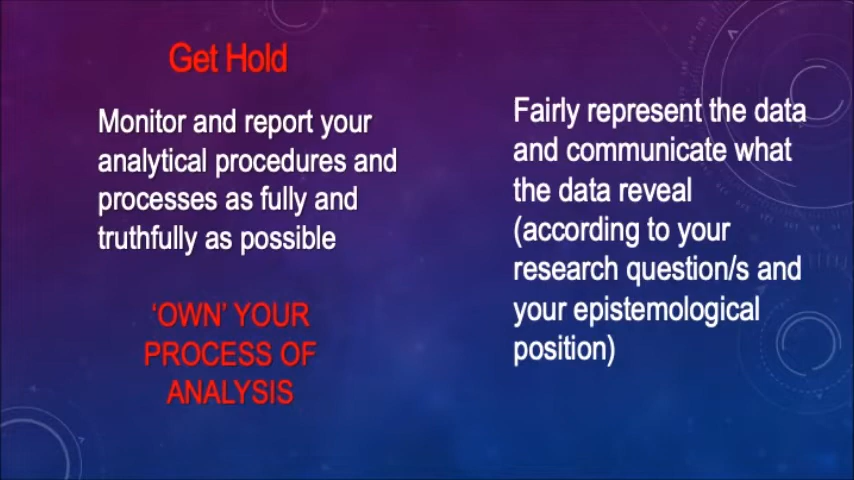 Get Hold
Monitor and report your
analytical procedures and
processes as fully and
truthfully as possible
‘OWN’ YOUR
PROCESS OF
ANALYSIS
Fairly represent the data
and communicate what
the data reveal
(according to your
research question/s and
your epistemological
position)